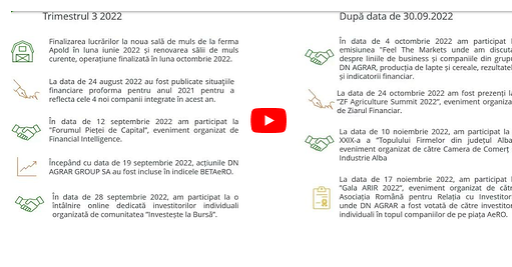 Trimestrul 3 2022
Finalizarea lucrărilor la noua sală de muls de la ferma
Apold în luna iunie 2022 și renovarea sălii de muls
curente, operațiune finalizată în luna octombrie 2022.
La data de 24 august 2022 au fost publicate situațiile
financiare proforma pentru anul 2021 pentru a
reflecta cele 4 noi companii integrate în acest an.
În data de 12 septembrie 2022 am participat la
"Forumul Pieței de Capital", eveniment organizat de
Financial Intelligence.
Începând cu data de 19 septembrie 2022, acțiunile DN
AGRAR GROUP SA au fost incluse în indicele BETAeRO.
În data de 28 septembrie 2022, am participat la o
întâlnire online dedicată investitorilor individuali
organizată de comunitatea "Investește la Bursă".
După data de 30.09.2022
În data de 4 octombrie 2022 am participat l
emisiunea "Feel The Markets unde am discuta
despre liniile de business și companiile din grupu
DN AGRAR, producția de lapte și cereale, rezultatel
și indicatorii financiar.
La data de 24 octombrie 2022 am fost prezenți la
"ZF Agriculture Summit 2022", eveniment organiza
de Ziarul Financiar.
La data de 10 noiembrie 2022, am participat la
XXIX-a a "Topului Firmelor din județul Alba
eveniment organizat de către Camera de Comerț
Industrie Alba
La data de 17 noiembrie 2022, am participat l
"Gala ARIR 2022", eveniment organizat de cătr
Asociația Română pentru Relația cu Investitori
unde DN AGRAR a fost votată de către investitor
individuali în topul companiilor de pe piața AeRO.